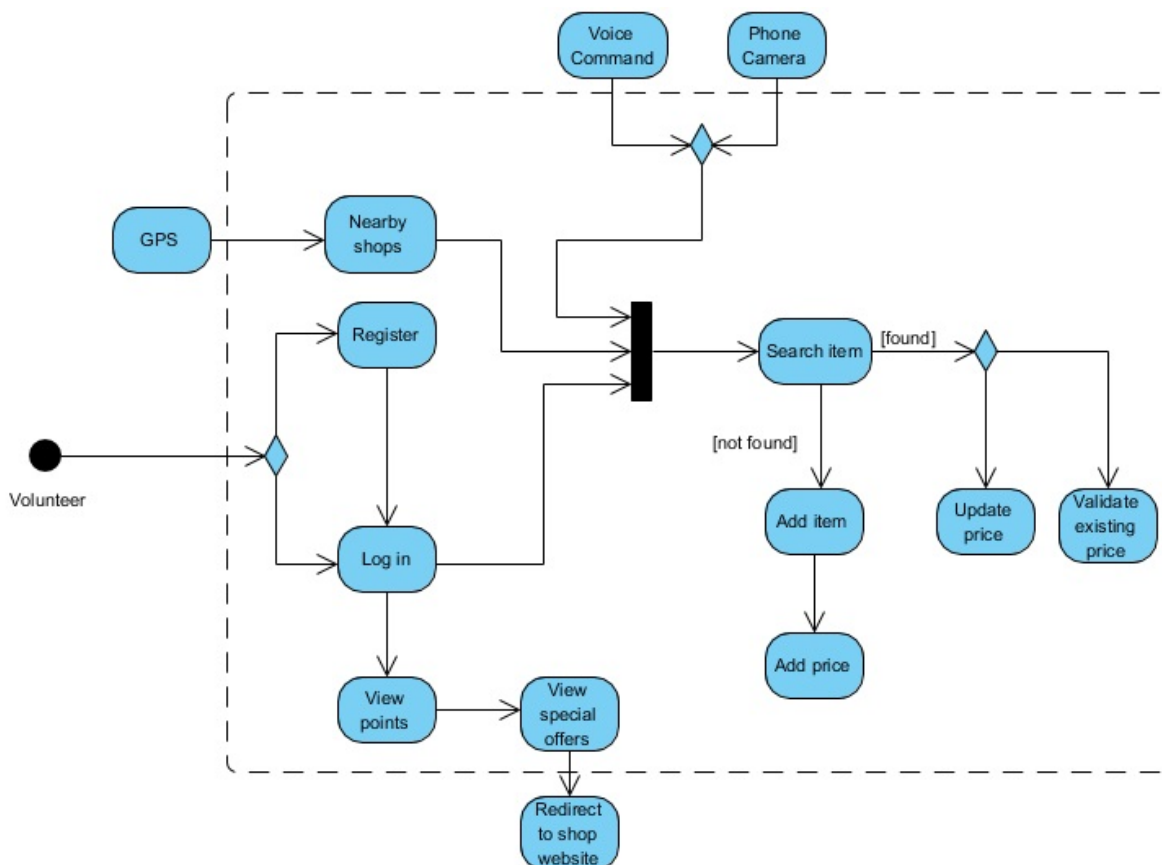 Voice
Command
Phone
Camera
GPS
Nearby
shops
Register
Search item
[found]
Volunteer
[not found]
Log in
Add item
Update
price
Validate
existing
price
Add price
View
points
View
special
offers
Redirect
to shop
website